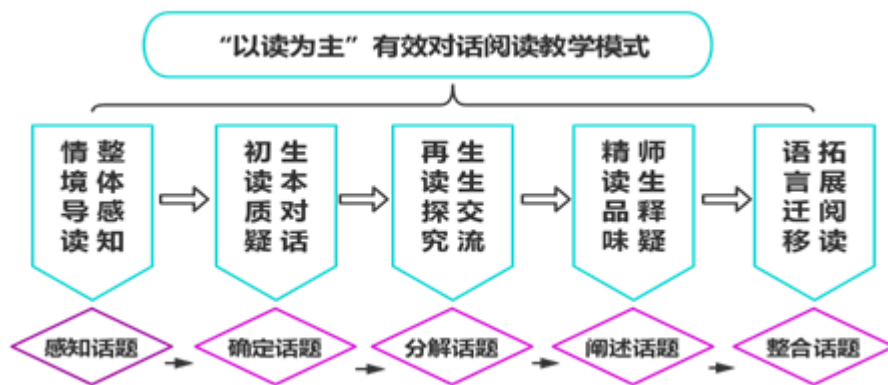 “以读为主”有效对话阅读教学模式
情境导读
整体感知
初读质疑
生本对话
再读探究
生生交流
精读品味
师生释疑
语言迁移
拓展阅读
感知话题
确定话题
分解话题
阐述话题
整合话题